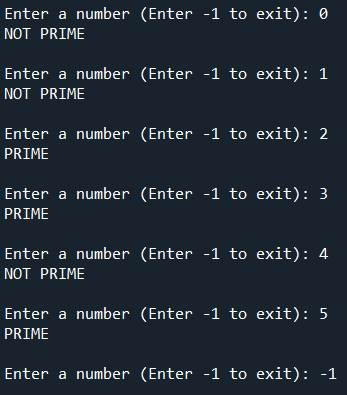 Enter a number (Enter -1 to exit): 0
NOT PRIME
Enter a number (Enter -1 to exit): 1
NOT PRIME
Enter a number (Enter -1 to exit): 2
PRIME
Enter a number (Enter -1 to exit): 3
PRIME
Enter a number (Enter -1 to exit): 4
NOT PRIME
Enter a number (Enter -1 to exit): 5
PRIME
Enter a number (Enter -1 to exit): -1